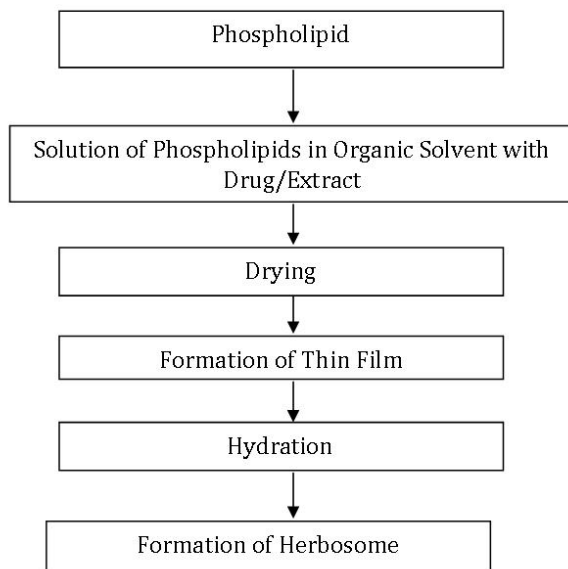 Phospholipid
Solution of Phospholipids in Organic Solvent with
Drug/Extract
Drying
Formation of Thin Film
Hydration
Formation of Herbosome